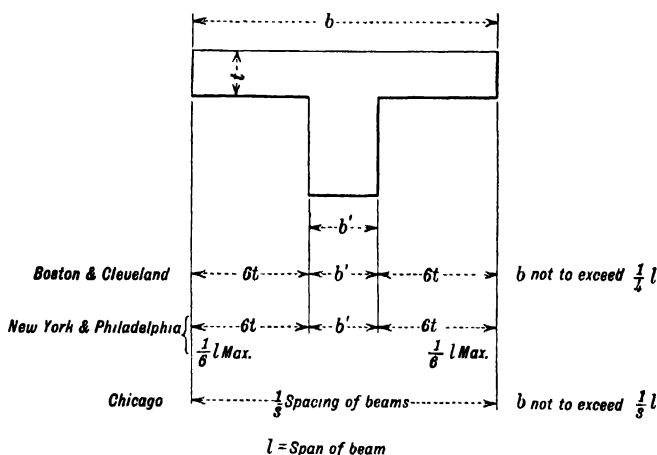 b
t
b'
Boston & Cleveland 6t b' 6t b not to exceed 1/4 l
New York & Philadelphia { 6t b' 6t
1/6 l Max. 1/6 l Max.
Chicago 1/3 Spacing of beams b not to exceed 1/3 l
l = Span of beam